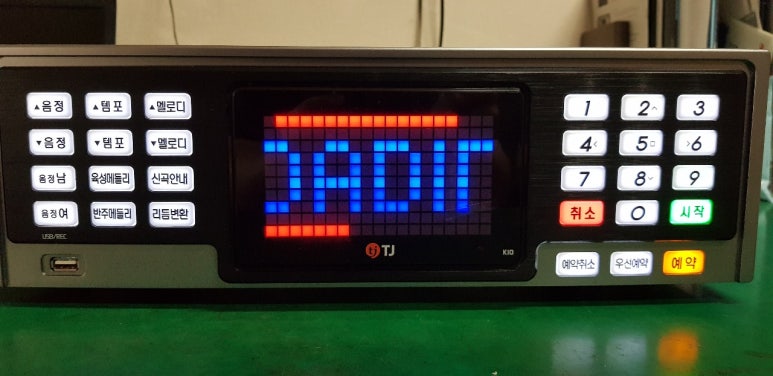 ▲음정 ▲템포 ▲멜로디
▼음정 ▼템포 ▼멜로디
음정남 육성메들리 신곡안내
음정여 반주메들리 리듬변환
USB/REC
TJ
K10
1 2 3
4 5 6
7 8 9
취소 0 시작
예약취소 우선예약 예약